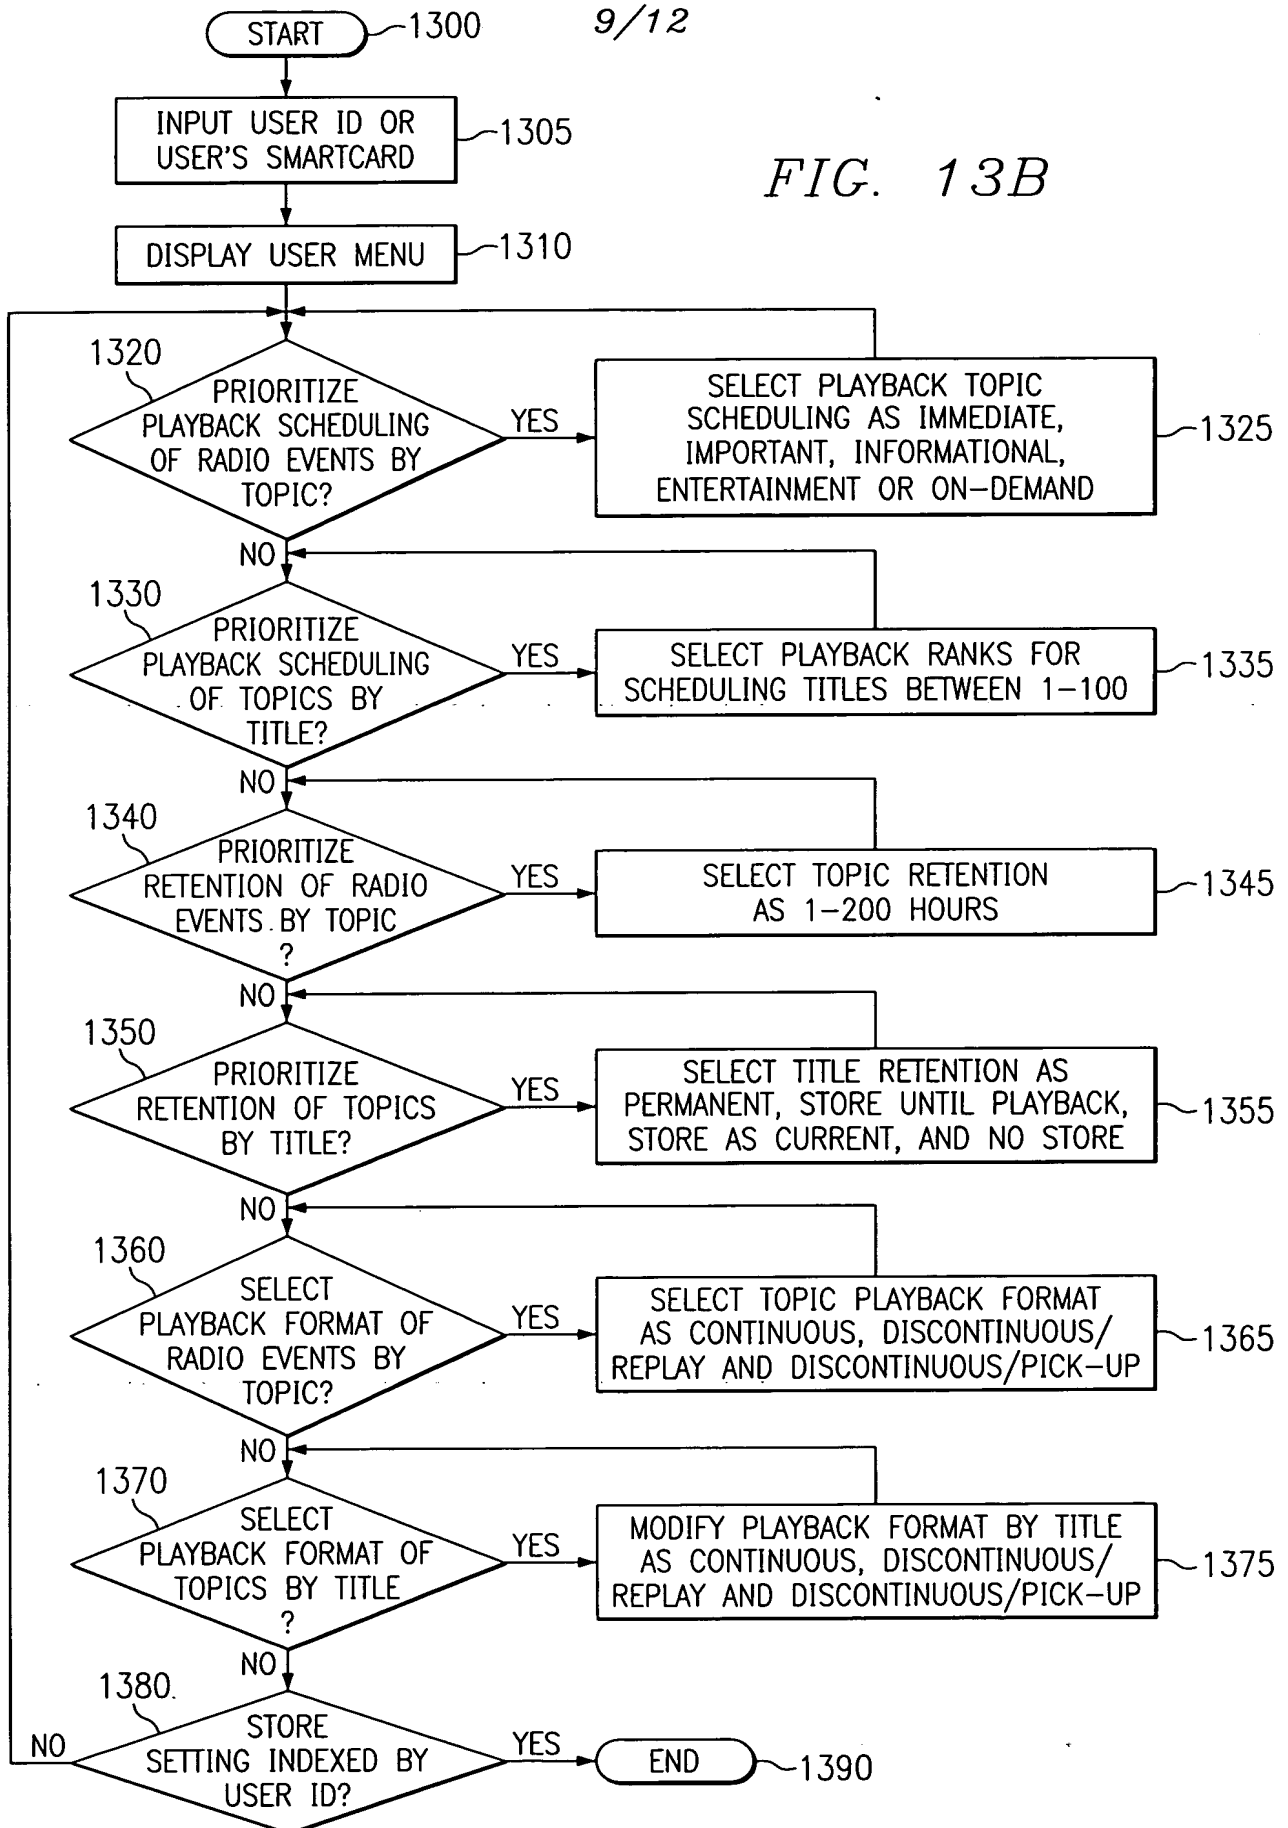 9/12
START
1300
INPUT USER ID OR
USER'S SMARTCARD
1305
FIG. 13B
DISPLAY USER MENU
1310
1320
PRIORITIZE
PLAYBACK SCHEDULING
OF RADIO EVENTS BY
TOPIC?
YES
SELECT PLAYBACK TOPIC
SCHEDULING AS IMMEDIATE,
IMPORTANT, INFORMATIONAL,
ENTERTAINMENT OR ON-DEMAND
1325
NO
1330
PRIORITIZE
PLAYBACK SCHEDULING
OF TOPICS BY
TITLE?
YES
SELECT PLAYBACK RANKS FOR
SCHEDULING TITLES BETWEEN 1-100
1335
NO
1340
PRIORITIZE
RETENTION OF RADIO
EVENTS BY TOPIC
?
YES
SELECT TOPIC RETENTION
AS 1-200 HOURS
1345
NO
1350
PRIORITIZE
RETENTION OF TOPICS
BY TITLE?
YES
SELECT TITLE RETENTION AS
PERMANENT, STORE UNTIL PLAYBACK,
STORE AS CURRENT, AND NO STORE
1355
NO
1360
SELECT
PLAYBACK FORMAT OF
RADIO EVENTS BY
TOPIC?
YES
SELECT TOPIC PLAYBACK FORMAT
AS CONTINUOUS, DISCONTINUOUS/
REPLAY AND DISCONTINUOUS/PICK-UP
1365
NO
1370
SELECT
PLAYBACK FORMAT OF
TOPICS BY TITLE
?
YES
MODIFY PLAYBACK FORMAT BY TITLE
AS CONTINUOUS, DISCONTINUOUS/
REPLAY AND DISCONTINUOUS/PICK-UP
1375
NO
1380
STORE
SETTING INDEXED BY
USER ID?
NO
YES
END
1390